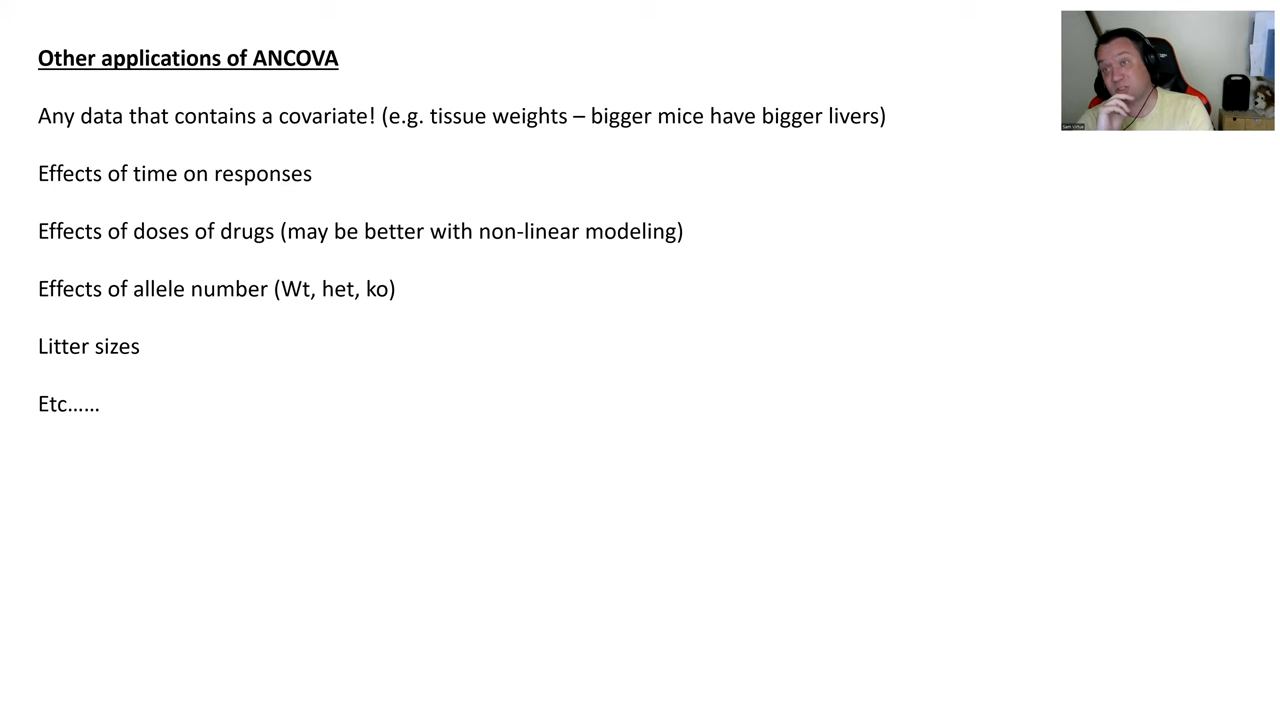 Other applications of ANCOVA
Any data that contains a covariate! (e.g. tissue weights – bigger mice have bigger livers)
Effects of time on responses
Effects of doses of drugs (may be better with non-linear modeling)
Effects of allele number (Wt, het, ko)
Litter sizes
Etc……
Sam Virtue